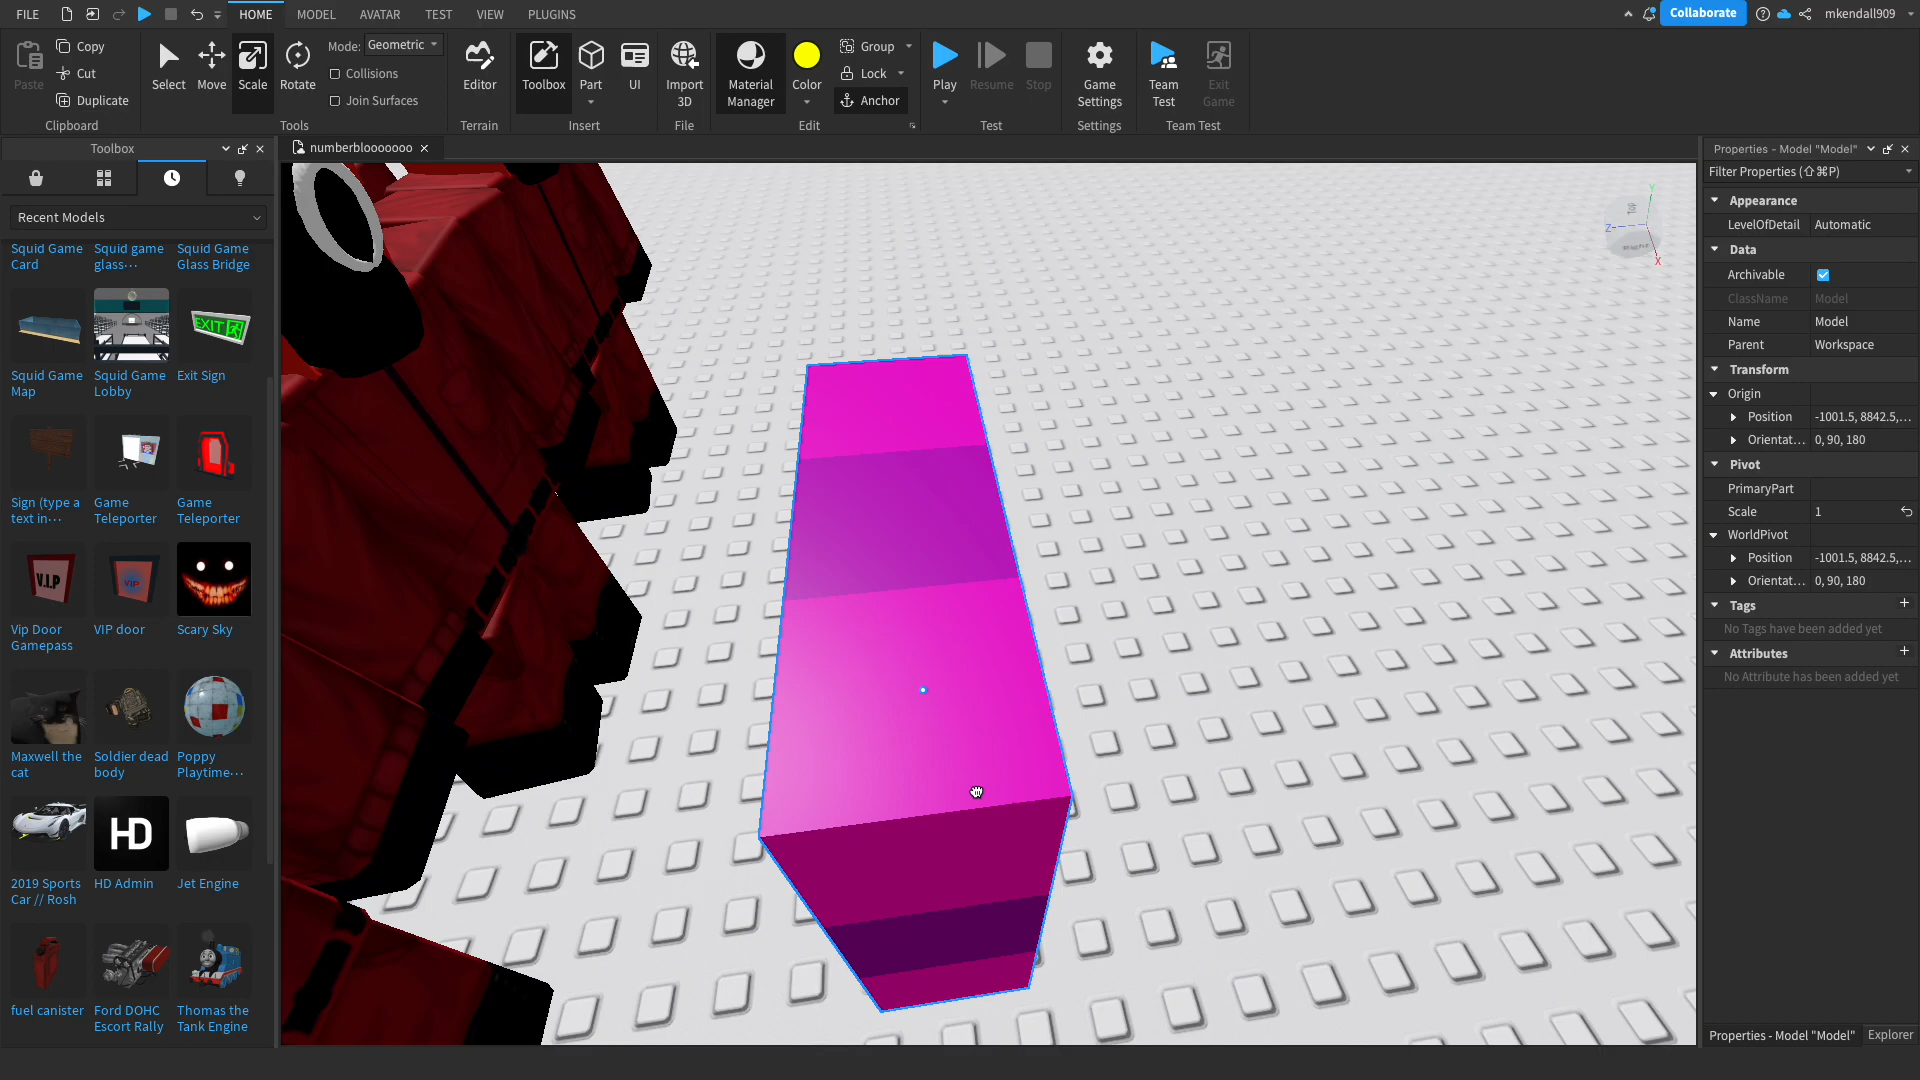 FILE
HOME
MODEL
AVATAR
TEST
VIEW
PLUGINS
Collaborate
mkendall909
Paste
Copy
Cut
Duplicate
Clipboard
Select
Move
Scale
Rotate
Mode: Geometric
Collisions
Join Surfaces
Tools
Editor
Terrain
Toolbox
Part
UI
Insert
Import
3D
File
Material
Manager
Color
Group
Lock
Anchor
Edit
Play
Resume
Stop
Test
Game
Settings
Settings
Team
Test
Exit
Game
Team Test
Toolbox
numberblooooooo
Properties - Model "Model"
Recent Models
Squid Game
Card
Squid game
glass···
Squid Game
Glass Bridge
Squid Game
Map
Squid Game
Lobby
EXIT
Exit Sign
Sign (type a
text in···
Game
Teleporter
Game
Teleporter
V.I.P
Vip Door
Gamepass
VIP
VIP door
Scary Sky
Maxwell the
cat
Soldier dead
body
Poppy
Playtime···
2019 Sports
Car // Rosh
HD
HD Admin
Jet Engine
fuel canister
Ford DOHC
Escort Rally
Thomas the
Tank Engine
Y
Top
Z
X
Filter Properties (⇧⌘P)
Appearance
LevelOfDetail Automatic
Data
Archivable
ClassName Model
Name Model
Parent Workspace
Transform
Origin
Position -1001.5, 8842.5,...
Orientat... 0, 90, 180
Pivot
PrimaryPart
Scale 1
WorldPivot
Position -1001.5, 8842.5,...
Orientat... 0, 90, 180
Tags
No Tags have been added yet
Attributes
No Attribute has been added yet
Properties - Model "Model"
Explorer